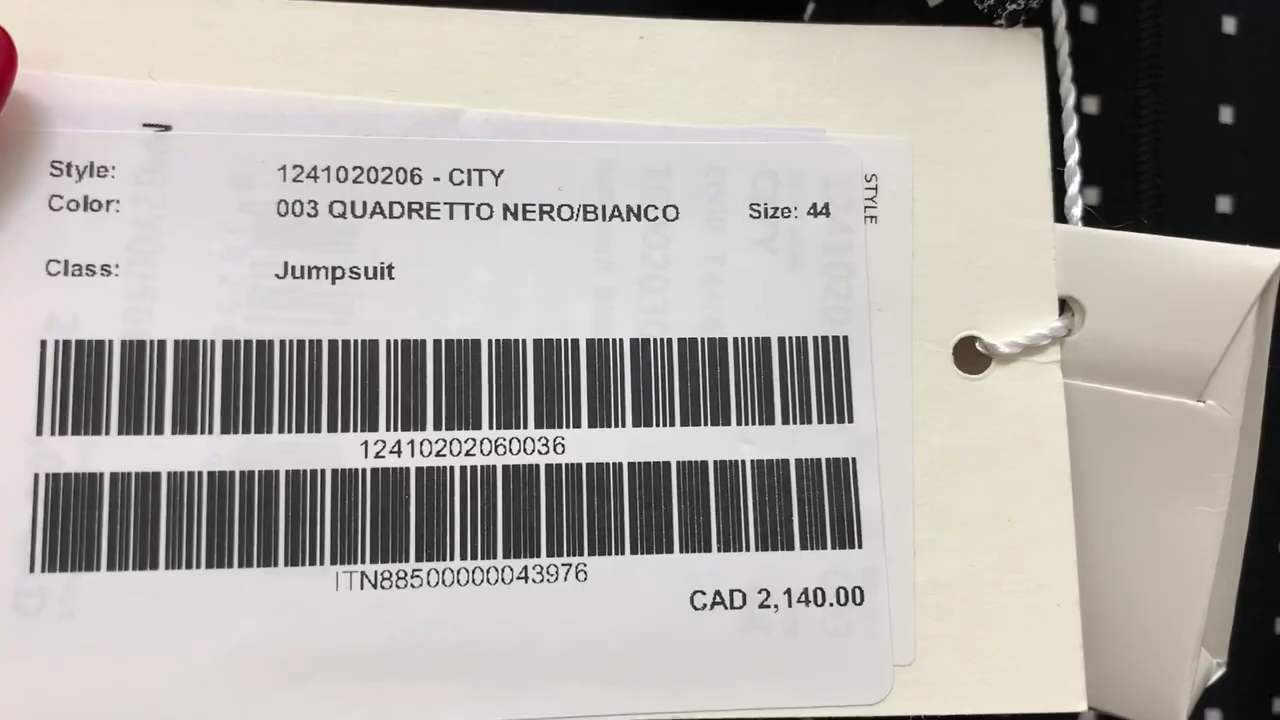 Style: 1241020206 - CITY
Color: 003 QUADRETTO NERO/BIANCO Size: 44
Class: Jumpsuit
12410202060036
ITN88500000043976
CAD 2,140.00
STYLE